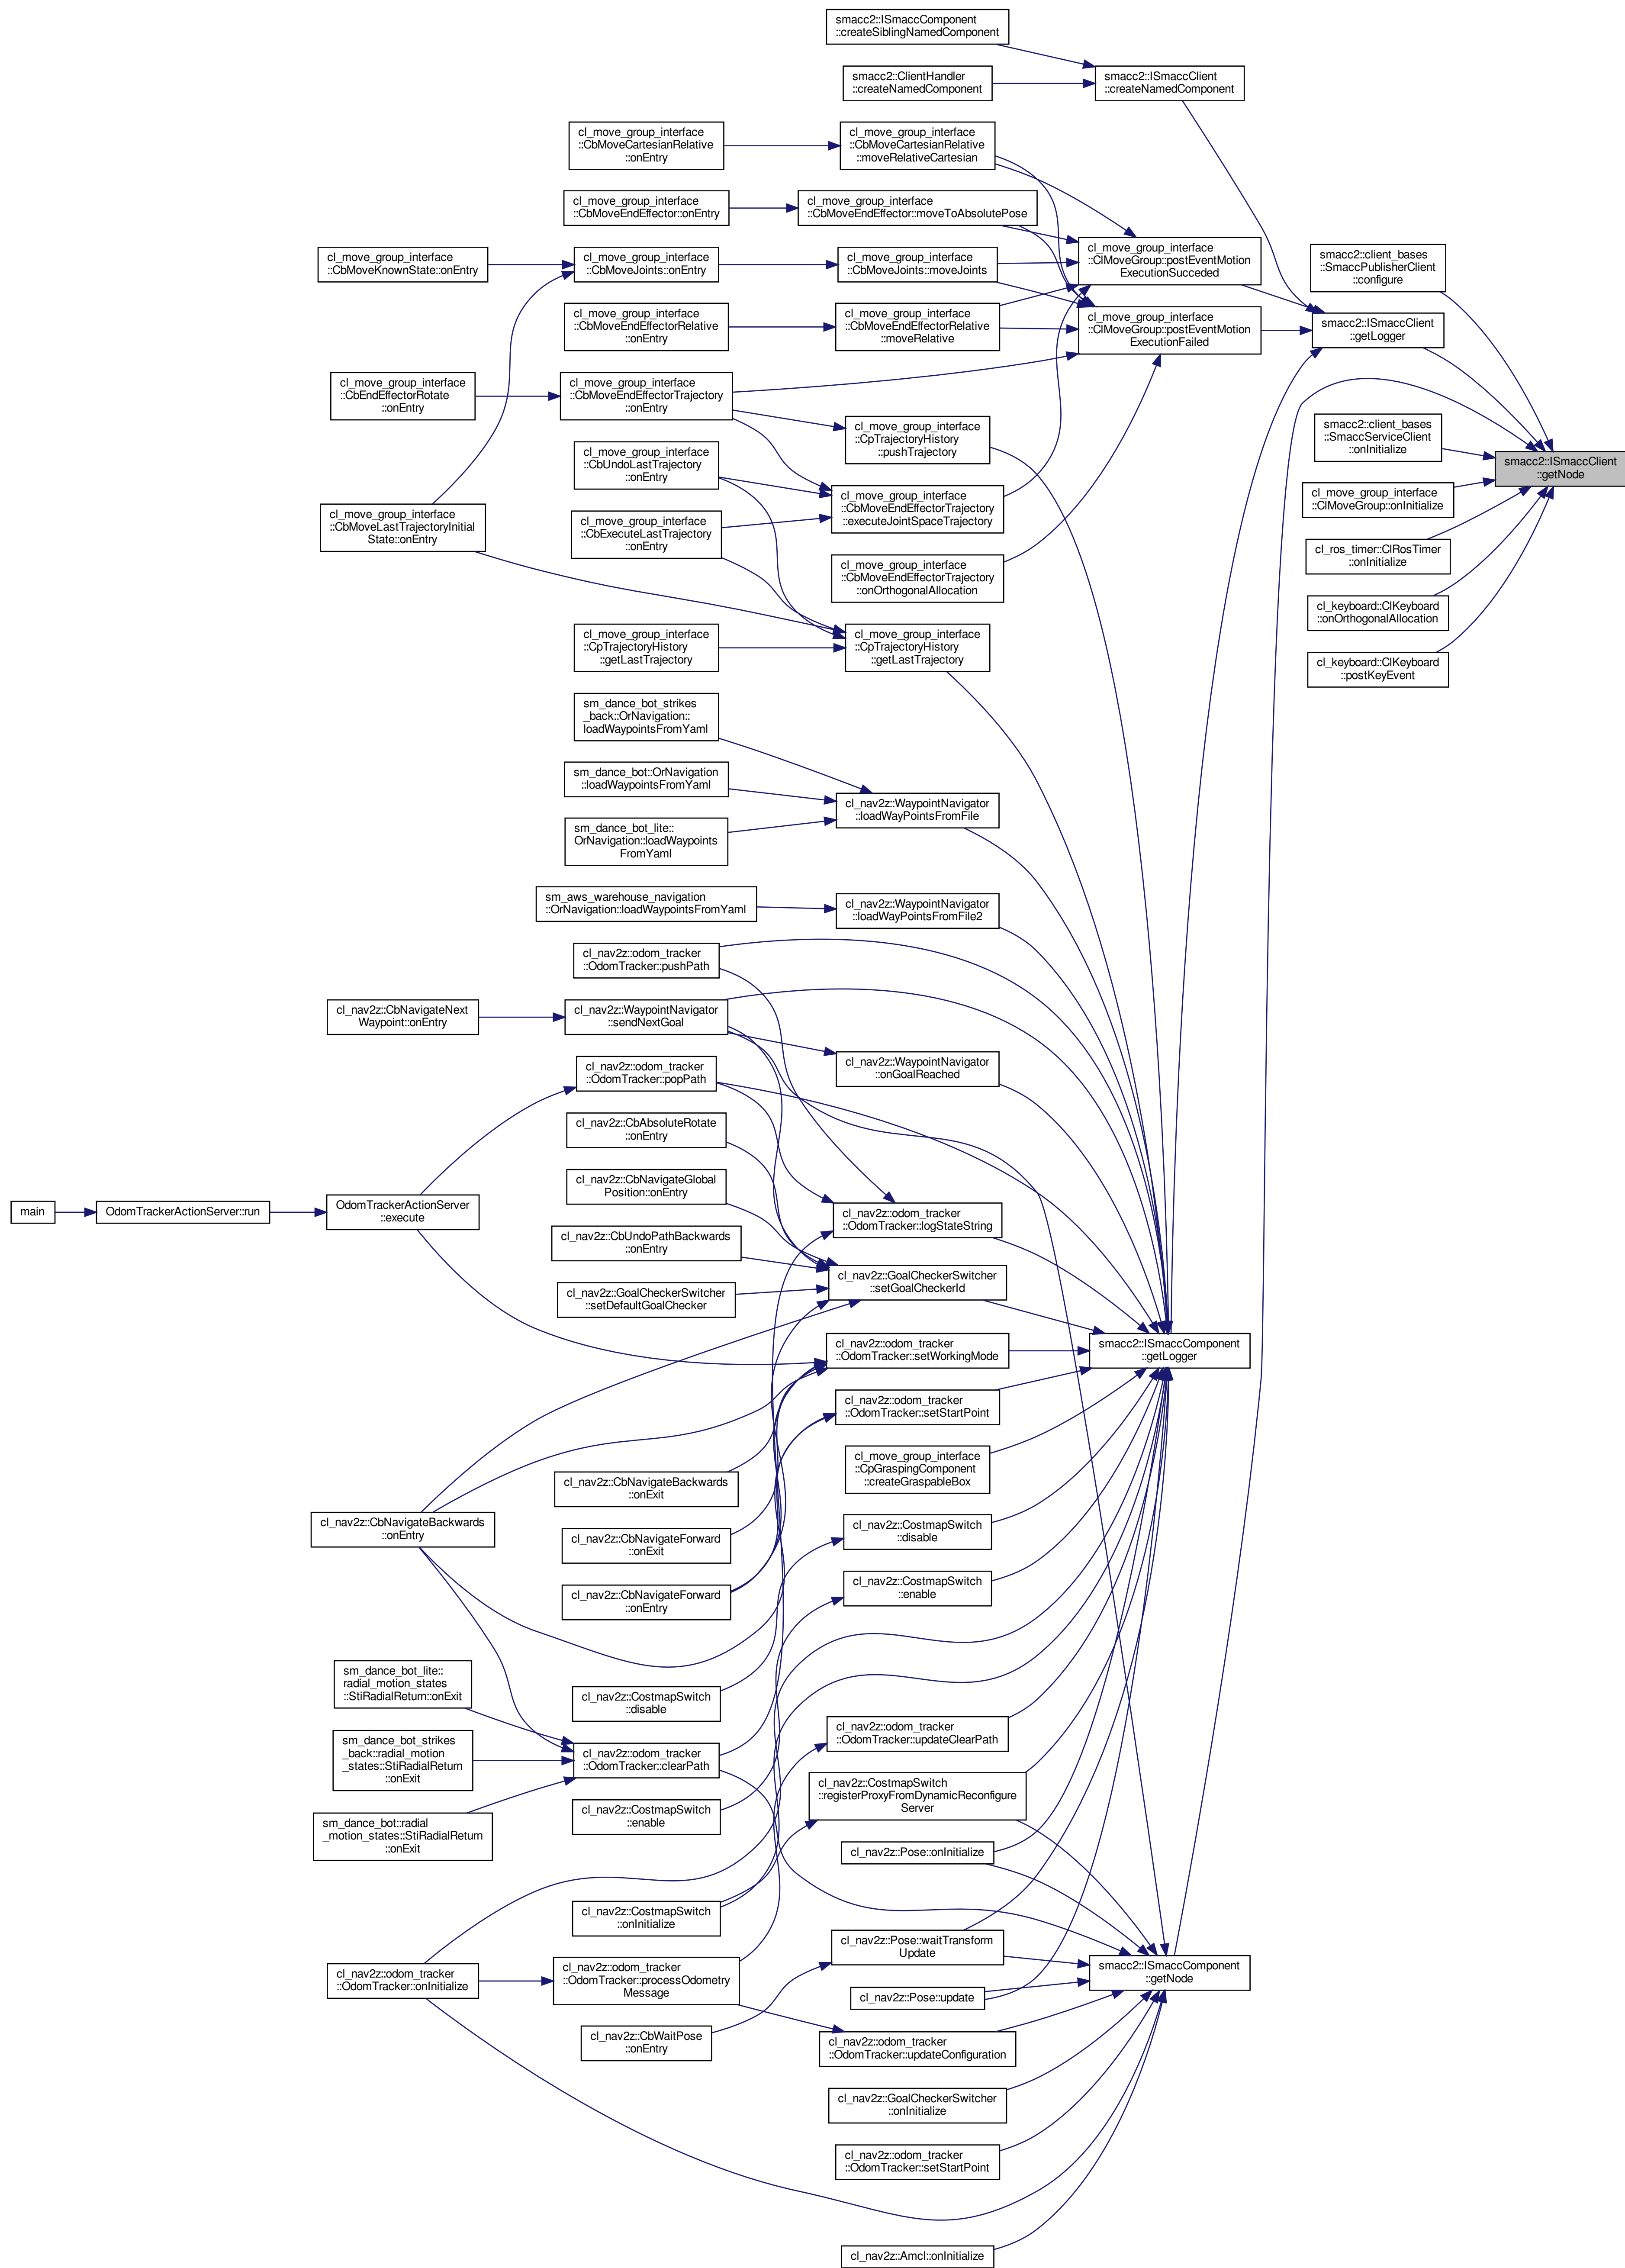 smacc2::ISmaccComponent
::createSiblingNamedComponent
smacc2::ClientHandler
::createNamedComponent
smacc2::ISmaccClient
::createNamedComponent
cl_move_group_interface
::CbMoveCartesianRelative
::onEntry
cl_move_group_interface
::CbMoveCartesianRelative
::moveRelativeCartesian
cl_move_group_interface
::CbMoveEndEffector::onEntry
cl_move_group_interface
::CbMoveEndEffector::moveToAbsolutePose
cl_move_group_interface
::CbMoveKnownState::onEntry
cl_move_group_interface
::CbMoveJoints::onEntry
cl_move_group_interface
::CbMoveJoints::moveJoints
cl_move_group_interface
::ClMoveGroup::postEventMotion
ExecutionSucceded
smacc2::client_bases
::SmaccPublisherClient
::configure
cl_move_group_interface
::CbMoveEndEffectorRelative
::onEntry
cl_move_group_interface
::CbMoveEndEffectorRelative
::moveRelative
cl_move_group_interface
::ClMoveGroup::postEventMotion
ExecutionFailed
smacc2::ISmaccClient
::getLogger
cl_move_group_interface
::CbEndEffectorRotate
::onEntry
cl_move_group_interface
::CbMoveEndEffectorTrajectory
::onEntry
cl_move_group_interface
::CpTrajectoryHistory
::pushTrajectory
smacc2::client_bases
::SmaccServiceClient
::onInitialize
smacc2::ISmaccClient
::getNode
cl_move_group_interface
::CbUndoLastTrajectory
::onEntry
cl_move_group_interface
::CbMoveEndEffectorTrajectory
::executeJointSpaceTrajectory
cl_move_group_interface
::ClMoveGroup::onInitialize
cl_move_group_interface
::CbMoveLastTrajectoryInitial
State::onEntry
cl_move_group_interface
::CbExecuteLastTrajectory
::onEntry
cl_move_group_interface
::CbMoveEndEffectorTrajectory
::onOrthogonalAllocation
cl_ros_timer::ClRosTimer
::onInitialize
cl_keyboard::ClKeyboard
::onOrthogonalAllocation
cl_move_group_interface
::CpTrajectoryHistory
::getLastTrajectory
cl_move_group_interface
::CpTrajectoryHistory
::getLastTrajectory
cl_keyboard::ClKeyboard
::postKeyEvent
sm_dance_bot_strikes
_back::OrNavigation::
loadWaypointsFromYaml
sm_dance_bot::OrNavigation
::loadWaypointsFromYaml
cl_nav2z::WaypointNavigator
::loadWayPointsFromFile
sm_dance_bot_lite::
OrNavigation::loadWaypoints
FromYaml
sm_aws_warehouse_navigation
::OrNavigation::loadWaypointsFromYaml
cl_nav2z::WaypointNavigator
::loadWayPointsFromFile2
cl_nav2z::odom_tracker
::OdomTracker::pushPath
cl_nav2z::CbNavigateNext
Waypoint::onEntry
cl_nav2z::WaypointNavigator
::sendNextGoal
cl_nav2z::WaypointNavigator
::onGoalReached
cl_nav2z::odom_tracker
::OdomTracker::popPath
cl_nav2z::CbAbsoluteRotate
::onEntry
cl_nav2z::CbNavigateGlobal
Position::onEntry
main
OdomTrackerActionServer::run
OdomTrackerActionServer
::execute
cl_nav2z::odom_tracker
::OdomTracker::logStateString
cl_nav2z::CbUndoPathBackwards
::onEntry
cl_nav2z::GoalCheckerSwitcher
::setGoalCheckerId
cl_nav2z::GoalCheckerSwitcher
::setDefaultGoalChecker
cl_nav2z::odom_tracker
::OdomTracker::setWorkingMode
smacc2::ISmaccComponent
::getLogger
cl_nav2z::odom_tracker
::OdomTracker::setStartPoint
cl_move_group_interface
::CpGraspingComponent
::createGraspableBox
cl_nav2z::CbNavigateBackwards
::onExit
cl_nav2z::CbNavigateBackwards
::onEntry
cl_nav2z::CbNavigateForward
::onExit
cl_nav2z::CostmapSwitch
::disable
cl_nav2z::CbNavigateForward
::onEntry
cl_nav2z::CostmapSwitch
::enable
sm_dance_bot_lite::
radial_motion_states
::StiRadialReturn::onExit
cl_nav2z::CostmapSwitch
::disable
cl_nav2z::odom_tracker
::OdomTracker::updateClearPath
sm_dance_bot_strikes
_back::radial_motion
_states::StiRadialReturn
::onExit
cl_nav2z::odom_tracker
::OdomTracker::clearPath
cl_nav2z::CostmapSwitch
::registerProxyFromDynamicReconfigure
Server
cl_nav2z::CostmapSwitch
::enable
sm_dance_bot::radial
_motion_states::StiRadialReturn
::onExit
cl_nav2z::Pose::onInitialize
cl_nav2z::CostmapSwitch
::onInitialize
cl_nav2z::Pose::waitTransform
Update
cl_nav2z::odom_tracker
::OdomTracker::onInitialize
cl_nav2z::odom_tracker
::OdomTracker::processOdometry
Message
smacc2::ISmaccComponent
::getNode
cl_nav2z::Pose::update
cl_nav2z::CbWaitPose
::onEntry
cl_nav2z::odom_tracker
::OdomTracker::updateConfiguration
cl_nav2z::GoalCheckerSwitcher
::onInitialize
cl_nav2z::odom_tracker
::OdomTracker::setStartPoint
cl_nav2z::Amcl::onInitialize